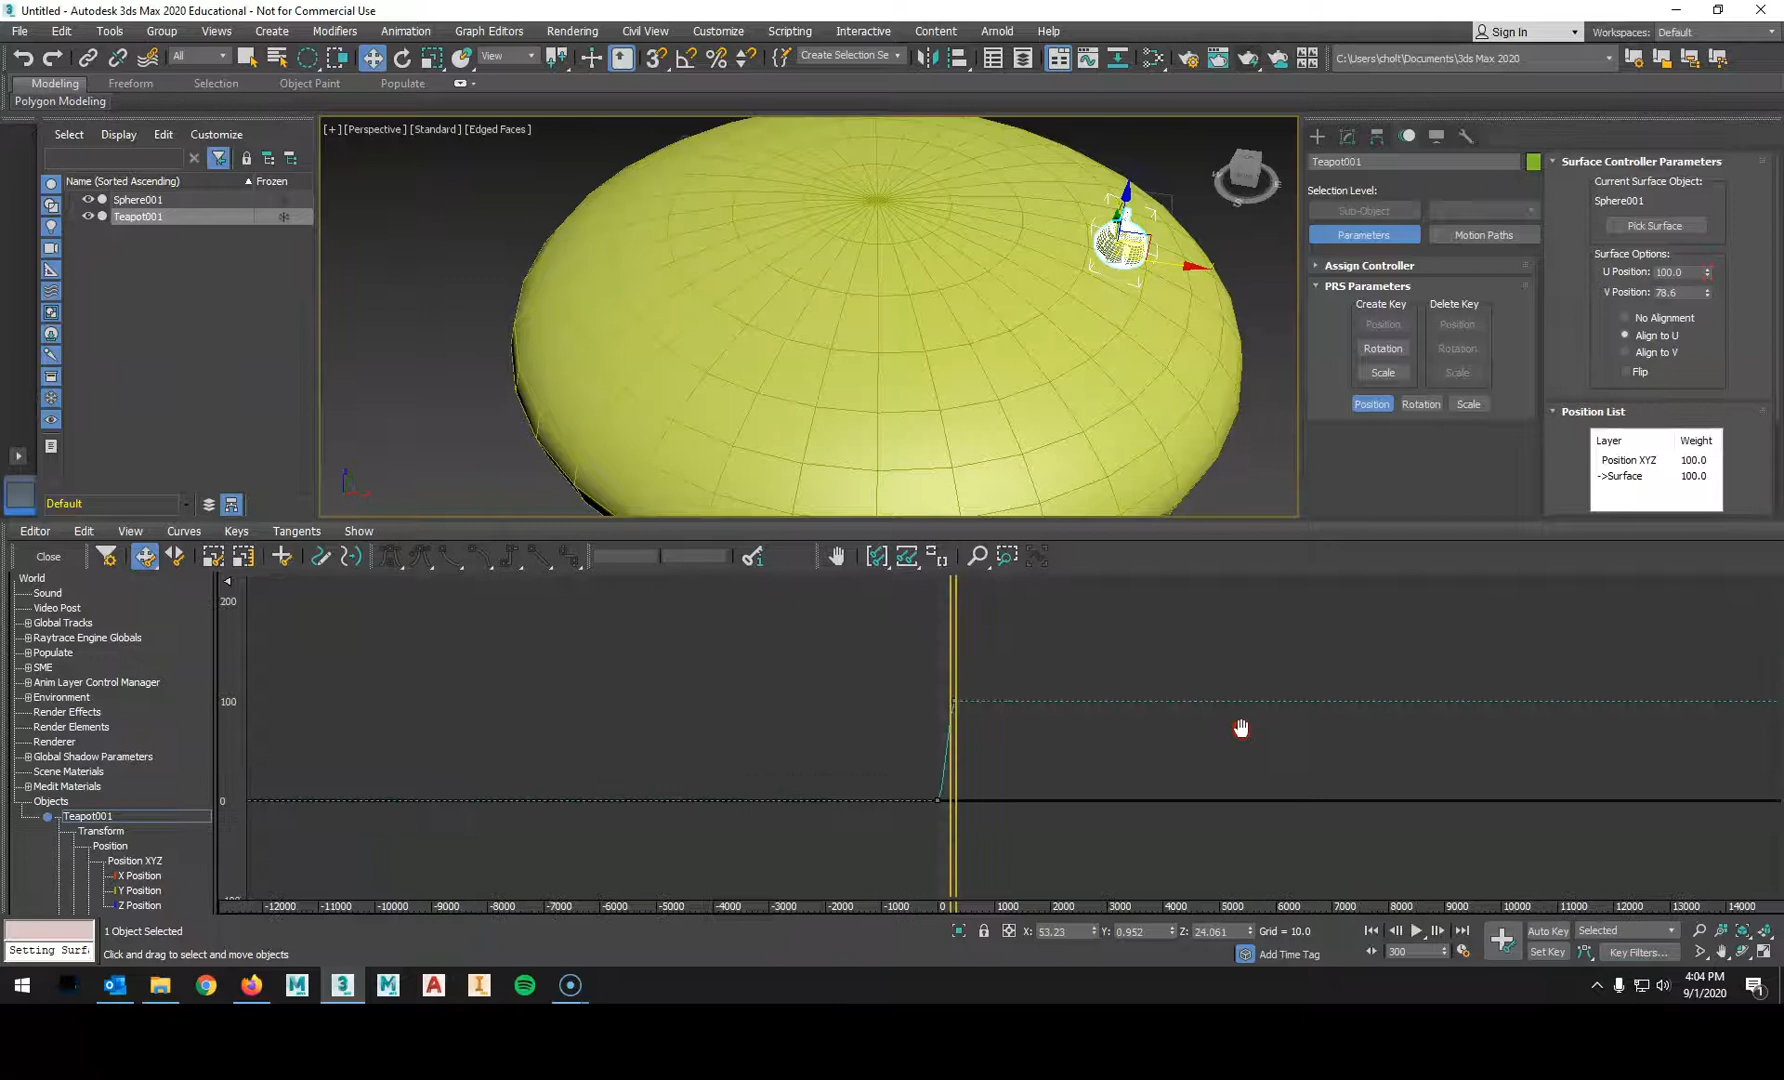 Untitled - Autodesk 3ds Max 2020 Educational - Not for Commercial Use
File Edit Tools Group Views Create Modifiers Animation Graph Editors Rendering Civil View Customize Scripting Interactive Content Arnold Help
Sign In Workspaces: Default
All View Create Selection Se C:\Users\cholt\Documents\3ds Max 2020
Modeling Freeform Selection Object Paint Populate
Polygon Modeling
Select Display Edit Customize
Name (Sorted Ascending) Frozen
Sphere001
Teapot001
Default
[+] [Perspective] [Standard] [Edged Faces]
Teapot001
Selection Level:
Sub-Object
Parameters Motion Paths
Assign Controller
PRS Parameters
Create Key Delete Key
Position Position
Rotation Rotation
Scale Scale
Position Rotation Scale
Surface Controller Parameters
Current Surface Object:
Sphere001
Pick Surface
Surface Options:
U Position: 100.0
V Position: 78.6
No Alignment
Align to U
Align to V
Flip
Position List
Layer Weight
Position XYZ 100.0
->Surface 100.0
Editor Edit View Curves Keys Tangents Show
Close
World
Sound
Video Post
Global Tracks
Raytrace Engine Globals
Populate
SME
Anim Layer Control Manager
Environment
Render Effects
Render Elements
Renderer
Global Shadow Parameters
Scene Materials
Medit Materials
Objects
Teapot001
Transform
Position
Position XYZ
X Position
Y Position
Z Position
200
100
0
-12000 -11000 -10000 -9000 -8000 -7000 -6000 -5000 -4000 -3000 -2000 -1000 0 1000 2000 3000 4000 5000 6000 7000 8000 9000 10000 11000 12000 13000 14000
1 Object Selected
X: 53.23 Y: 0.952 Z: 24.061 Grid = 10.0
Auto Key Selected
Setting Surf
Click and drag to select and move objects
Add Time Tag
300
Set Key Key Filters...
4:04 PM
9/1/2020